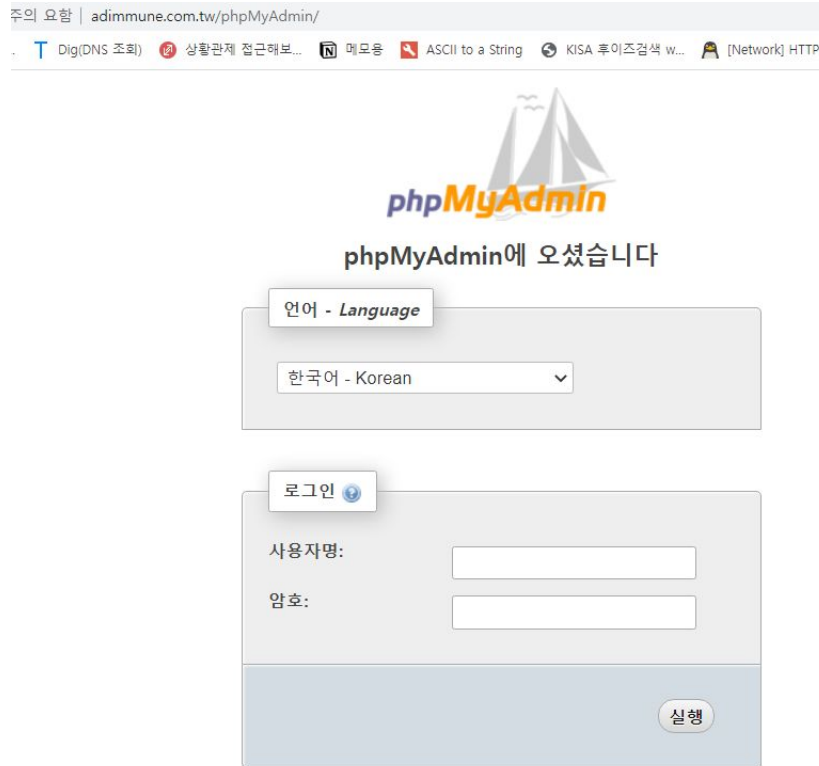 주의 요함 | adimmune.com.tw/phpMyAdmin/
Dig(DNS 조회) 상황관제 접근해보... 메모용 ASCII to a String KISA 후이즈검색 w... [Network] HTTP
phpMyAdmin
phpMyAdmin에 오셨습니다
언어 - Language
한국어 - Korean
로그인
사용자명:
암호:
실행